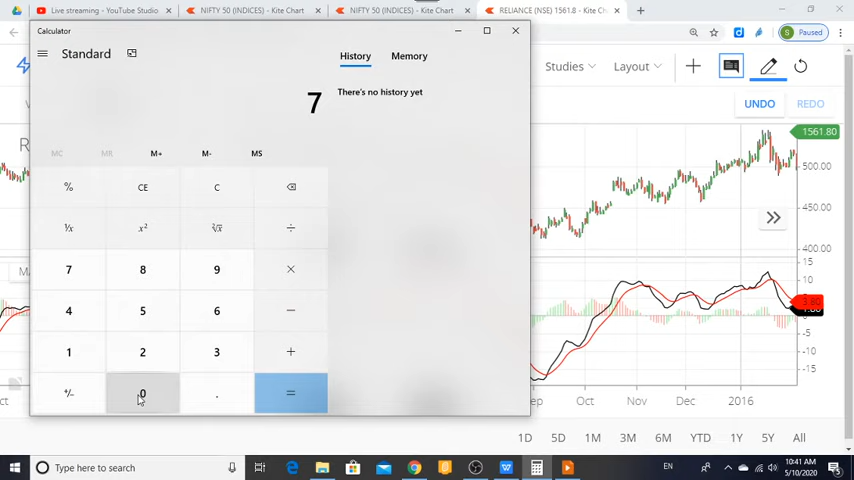 Live streaming - YouTube Studio
NIFTY 50 (INDICES) - Kite Chart
NIFTY 50 (INDICES) - Kite Chart
RELIANCE (NSE) 1561.8 - Kite Ch
Paused
Calculator
Standard
History
Memory
7
There's no history yet
MC MR M+ M- MS
% CE C
¹/x x² ²√x ÷
7 8 9 ×
4 5 6 −
1 2 3 +
+/- 0 . =
Studies
Layout
UNDO
REDO
1561.80
500.00
450.00
400.00
15
10
3.80
0
-5
-10
-15
Oct Nov Dec 2016
1D 5D 1M 3M 6M YTD 1Y 5Y All
Type here to search
EN
10:41 AM
5/10/2020